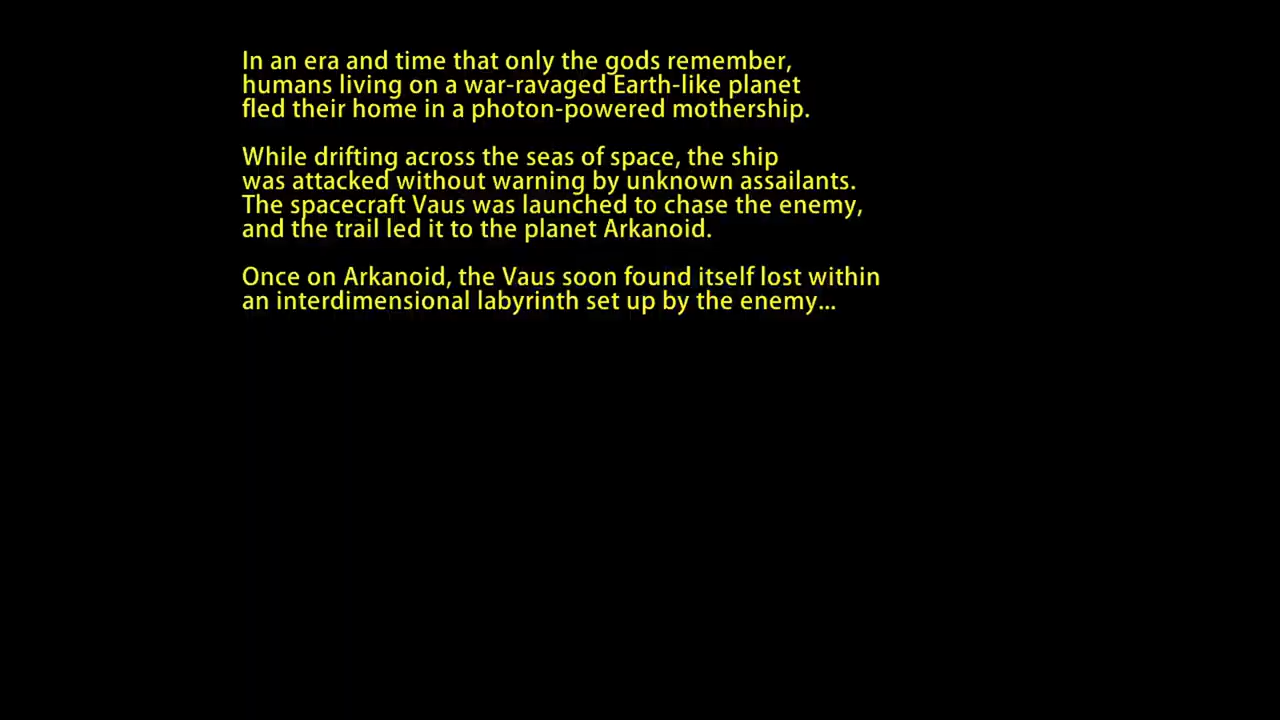 In an era and time that only the gods remember,
humans living on a war-ravaged Earth-like planet
fled their home in a photon-powered mothership.
While drifting across the seas of space, the ship
was attacked without warning by unknown assailants.
The spacecraft Vaus was launched to chase the enemy,
and the trail led it to the planet Arkanoid.
Once on Arkanoid, the Vaus soon found itself lost within
an interdimensional labyrinth set up by the enemy...